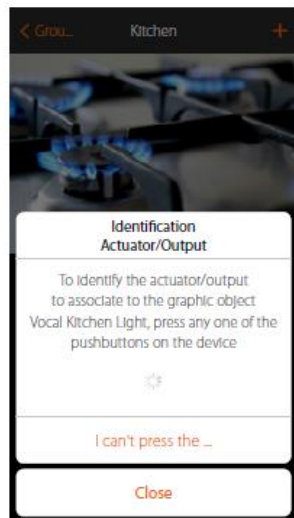 < Grou... Kitchen +
Identification
Actuator/Output
To identify the actuator/output
to associate to the graphic object
Vocal Kitchen Light, press any one of the
pushbuttons on the device
I can't press the ...
Close